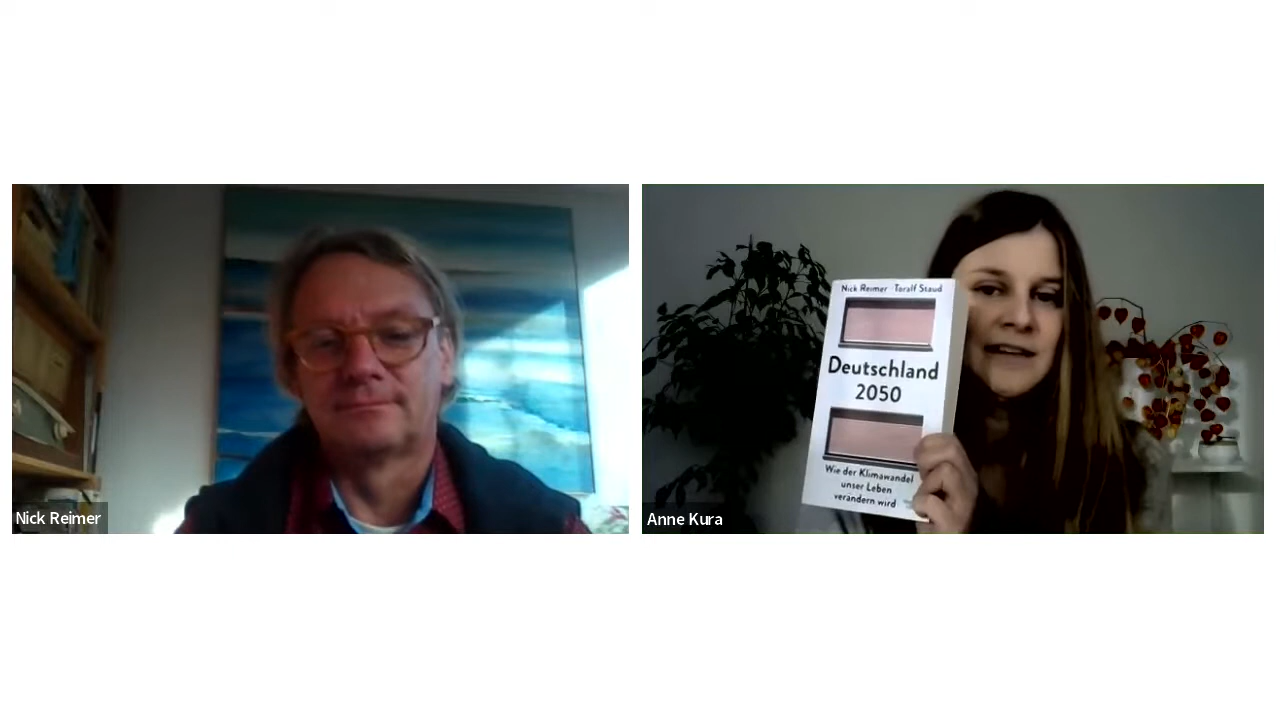 Nick Reimer · Toralf Staud
Deutschland
2050
Wie der Klimawandel
unser Leben
verändern wird
Nick Reimer
Anne Kura